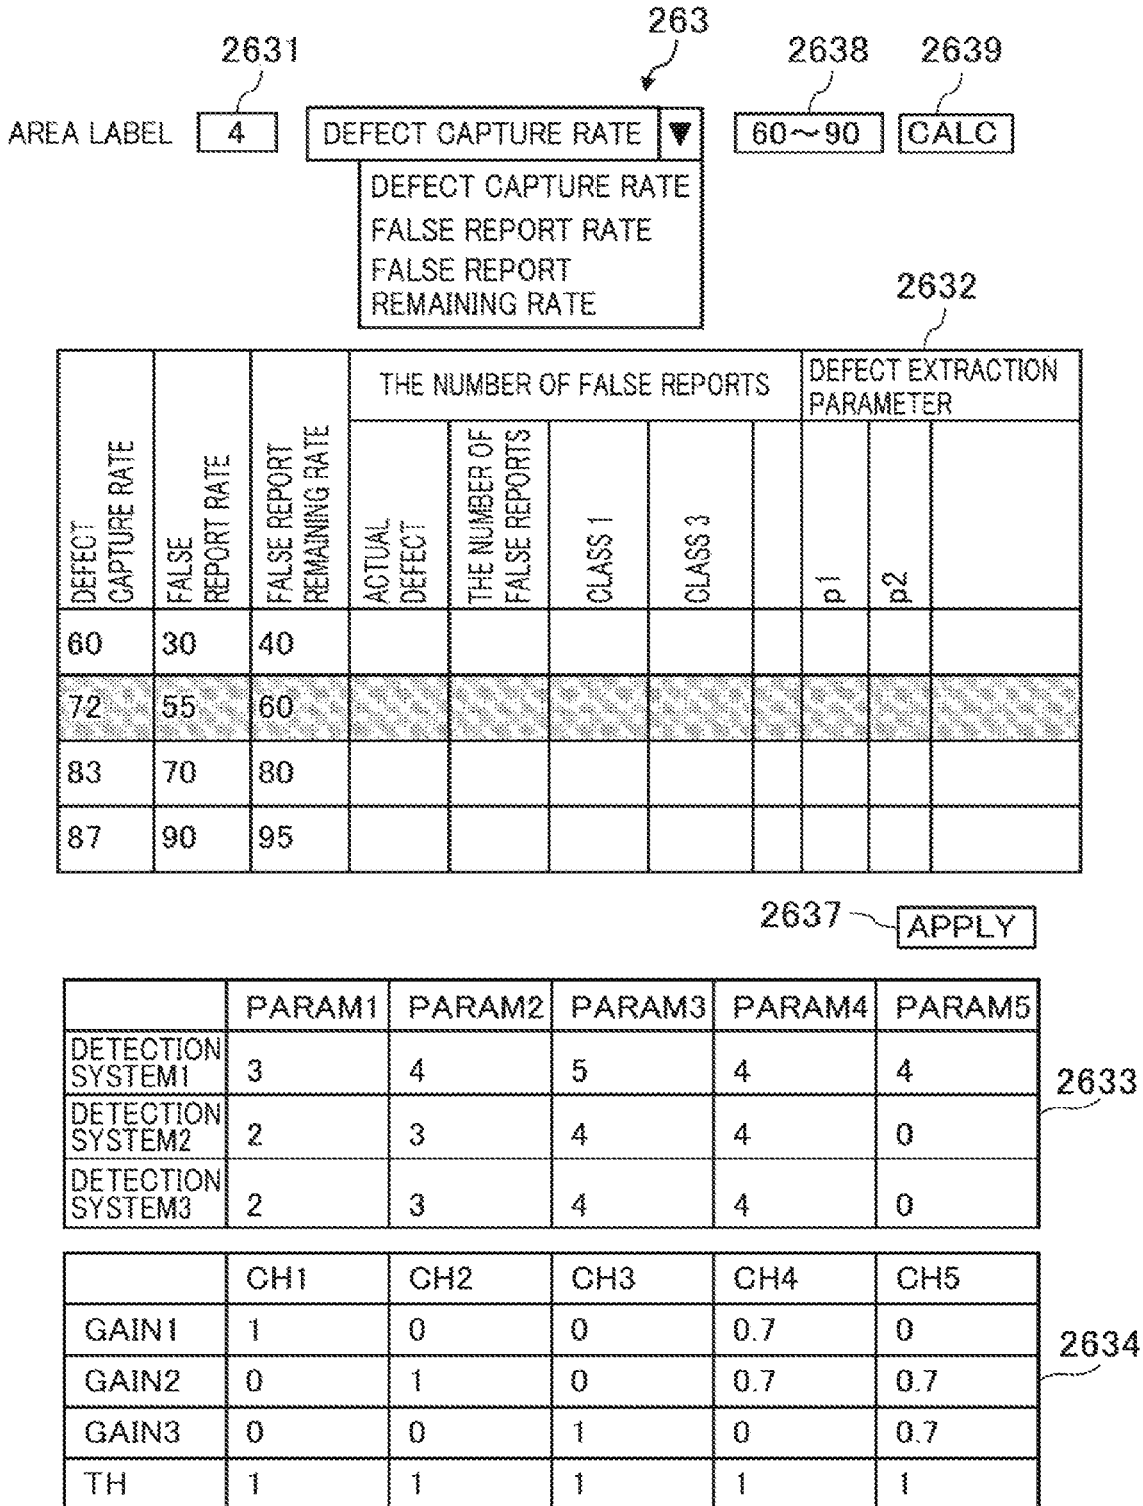 263
2631
2638
2639
AREA LABEL 4 DEFECT CAPTURE RATE ▼ 60～90 CALC
DEFECT CAPTURE RATE
FALSE REPORT RATE
FALSE REPORT
REMAINING RATE
2632
THE NUMBER OF FALSE REPORTS
DEFECT EXTRACTION
PARAMETER
DEFECT
CAPTURE RATE
FALSE
REPORT RATE
FALSE REPORT
REMAINING RATE
ACTUAL
DEFECT
THE NUMBER OF
FALSE REPORTS
CLASS 1
CLASS 3
p1
p2
60 30 40
72 55 60
83 70 80
87 90 95
2637 APPLY
PARAM1 PARAM2 PARAM3 PARAM4 PARAM5
DETECTION
SYSTEM1 3 4 5 4 4
2633
DETECTION
SYSTEM2 2 3 4 4 0
DETECTION
SYSTEM3 2 3 4 4 0
CH1 CH2 CH3 CH4 CH5
GAIN1 1 0 0 0.7 0
2634
GAIN2 0 1 0 0.7 0.7
GAIN3 0 0 1 0 0.7
TH 1 1 1 1 1